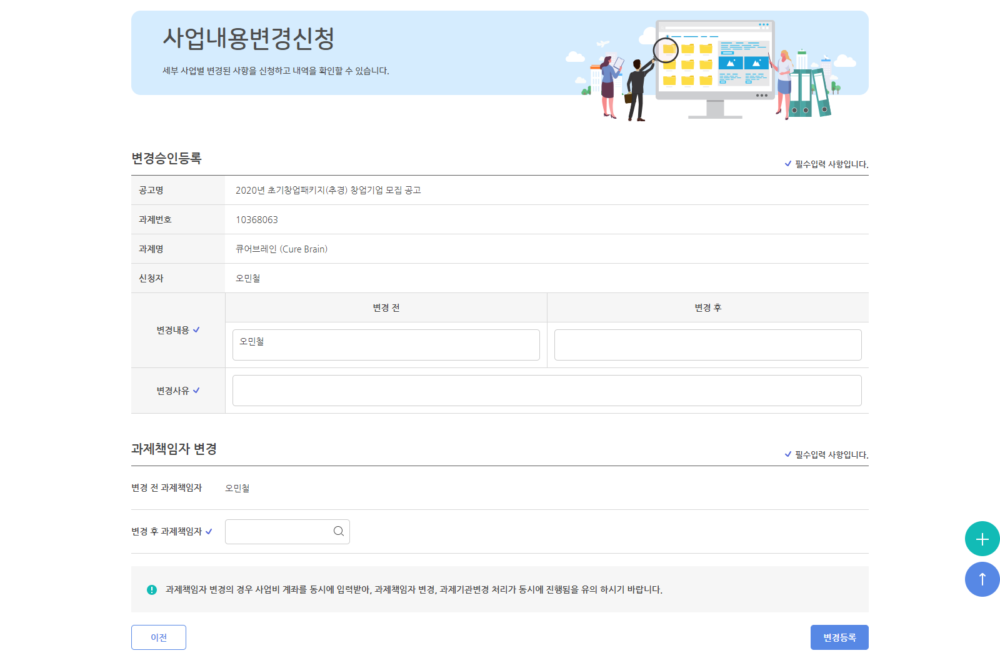 사업내용변경신청
세부 사업별 변경된 사항을 신청하고 내역을 확인할 수 있습니다.
변경승인등록
필수입력 사항입니다.
공고명 2020년 초기창업패키지(추경) 창업기업 모집 공고
과제번호 10368063
과제명 큐어브레인 (Cure Brain)
신청자 오민철
변경 전 변경 후
변경내용
오민철
변경사유
과제책임자 변경
필수입력 사항입니다.
변경 전 과제책임자 오민철
변경 후 과제책임자
과제책임자 변경의 경우 사업비 계좌를 동시에 입력받아, 과제책임자 변경, 과제기관변경 처리가 동시에 진행됨을 유의 하시기 바랍니다.
이전 변경등록